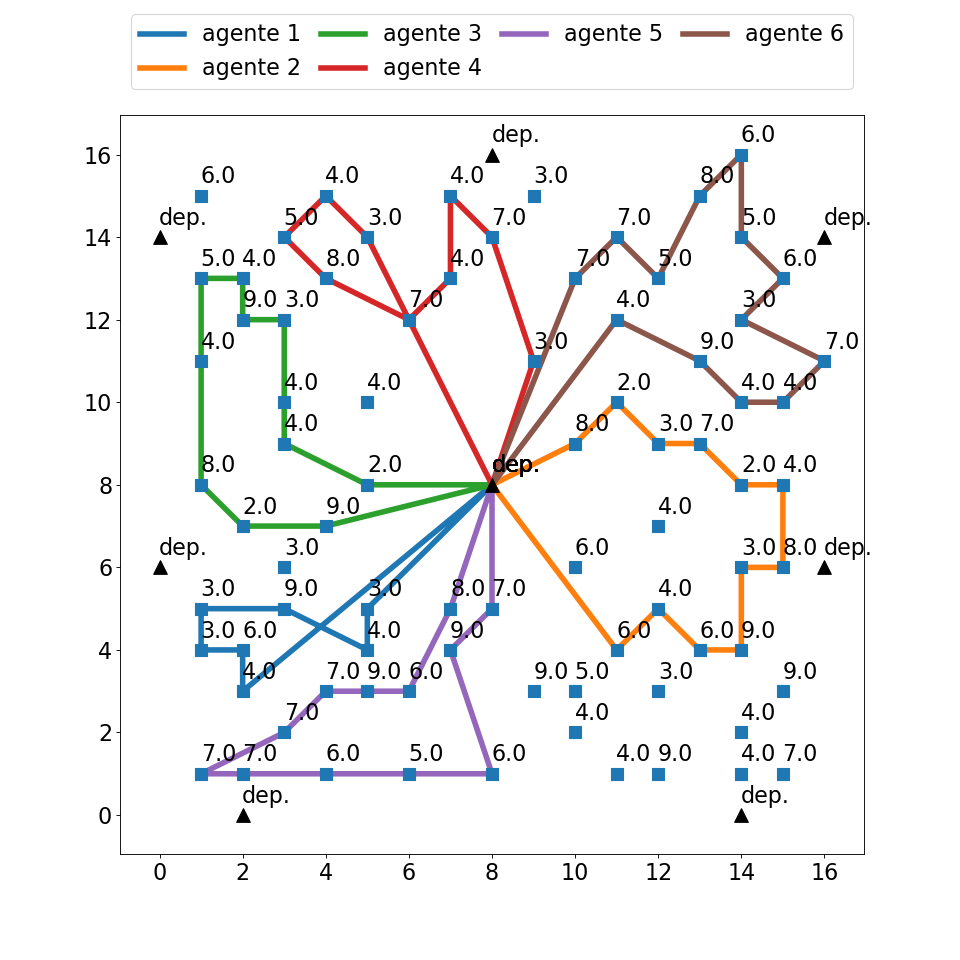 agente 1 agente 3 agente 5 agente 6
agente 2 agente 4
6.0
dep.
16
6.0 4.0 4.0 3.0 8.0
dep. 5.0 3.0 7.0 7.0 5.0 dep.
14
5.0 4.0 8.0 4.0 7.0 5.0 6.0
9.0 3.0 7.0 4.0 3.0
12
4.0 3.0 9.0 7.0
4.0 4.0 2.0 4.0 4.0
10
4.0 8.0 3.0 7.0
8.0 2.0 dep. dep. 2.0 4.0
8
2.0 9.0 4.0
dep. 3.0 6.0 3.0 8.0 dep.
6
3.0 9.0 3.0 8.0 7.0 4.0
3.0 6.0 4.0 9.0 6.0 6.0 9.0
4
4.0 7.0 9.0 6.0 9.0 5.0 3.0 9.0
7.0 4.0 4.0
2
7.0 7.0 6.0 5.0 6.0 4.0 9.0 4.0 7.0
dep. dep.
0
0 2 4 6 8 10 12 14 16